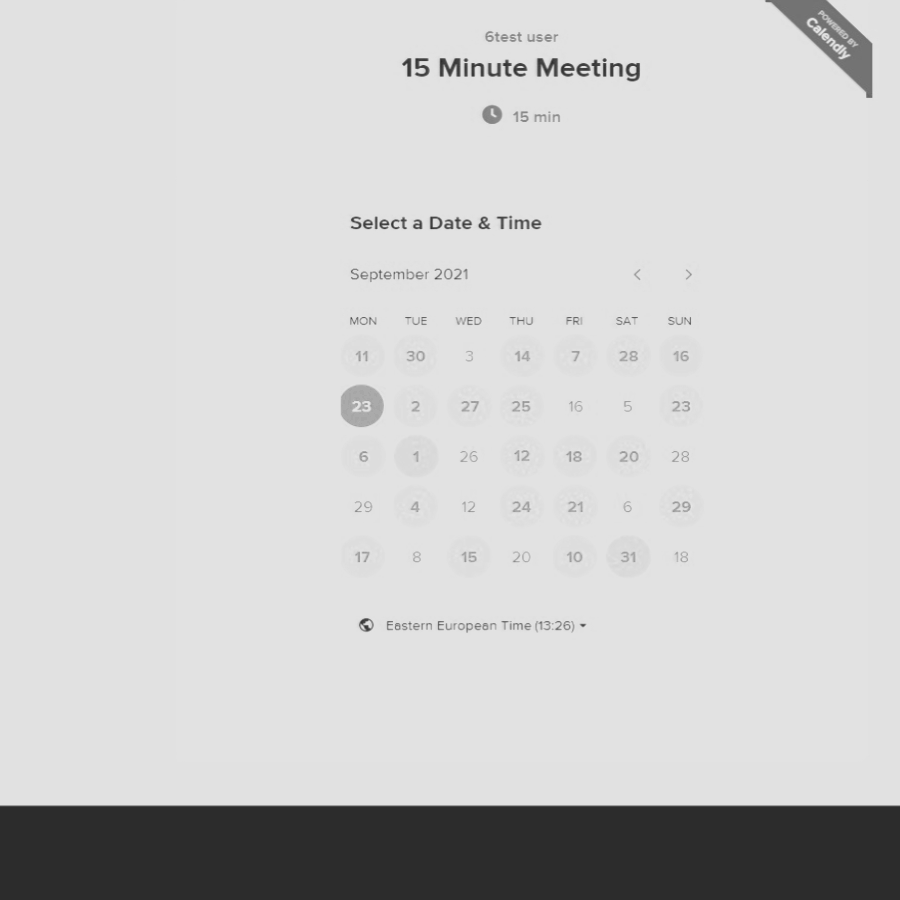 POWERED BY
Calendly
6test user
15 Minute Meeting
15 min
Select a Date & Time
September 2021
MON TUE WED THU FRI SAT SUN
11 30 3 14 7 28 16
23 2 27 25 16 5 23
6 1 26 12 18 20 28
29 4 12 24 21 6 29
17 8 15 20 10 31 18
Eastern European Time (13:26)